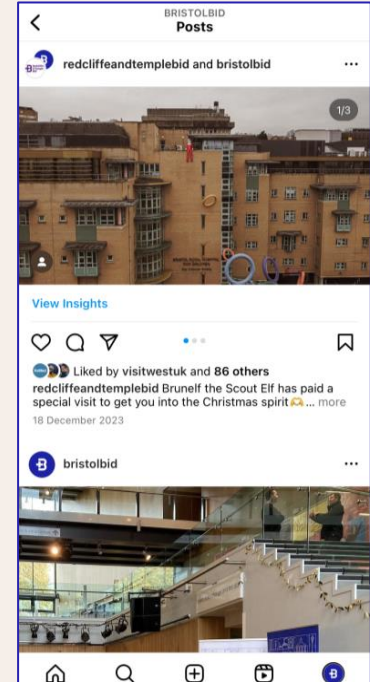 BRISTOLBID
Posts
redcliffeandtemplebid and bristolbid
1/3
View Insights
Liked by visitwestuk and 86 others
redcliffeandtemplebid Brunelf the Scout Elf has paid a
special visit to get you into the Christmas spirit🫶 ... more
18 December 2023
bristolbid